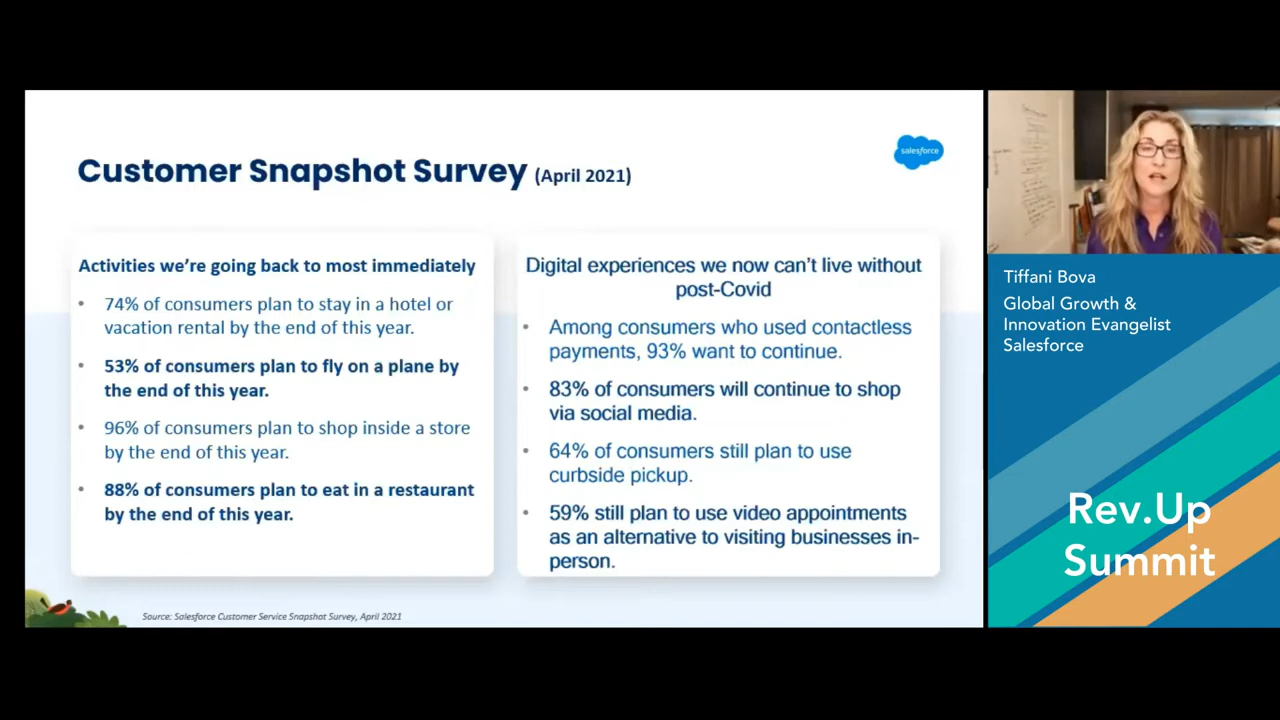 Customer Snapshot Survey (April 2021)
salesforce
Activities we're going back to most immediately
• 74% of consumers plan to stay in a hotel or
vacation rental by the end of this year.
• 53% of consumers plan to fly on a plane by
the end of this year.
• 96% of consumers plan to shop inside a store
by the end of this year.
• 88% of consumers plan to eat in a restaurant
by the end of this year.
Digital experiences we now can't live without
post-Covid
• Among consumers who used contactless
payments, 93% want to continue.
• 83% of consumers will continue to shop
via social media.
• 64% of consumers still plan to use
curbside pickup.
• 59% still plan to use video appointments
as an alternative to visiting businesses in-
person.
Source: Salesforce Customer Service Snapshot Survey, April 2021
Tiffani Bova
Global Growth &
Innovation Evangelist
Salesforce
Rev.Up
Summit